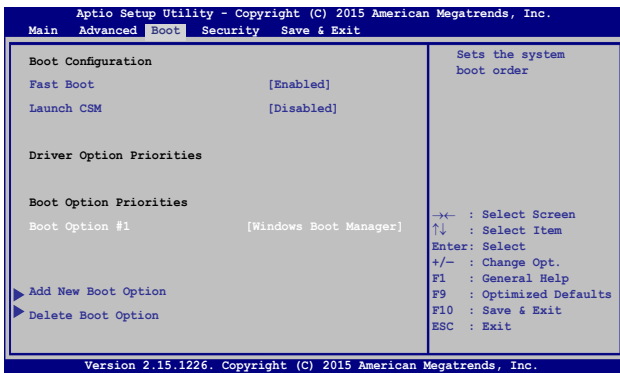 Aptio Setup Utility - Copyright (C) 2015 American Megatrends, Inc.
Main Advanced Boot Security Save & Exit
Boot Configuration
Fast Boot [Enabled]
Launch CSM [Disabled]
Driver Option Priorities
Boot Option Priorities
Boot Option #1 [Windows Boot Manager]
Add New Boot Option
Delete Boot Option
Sets the system
boot order
→← : Select Screen
↑↓ : Select Item
Enter: Select
+/— : Change Opt.
F1 : General Help
F9 : Optimized Defaults
F10 : Save & Exit
ESC : Exit
Version 2.15.1226. Copyright (C) 2015 American Megatrends, Inc.